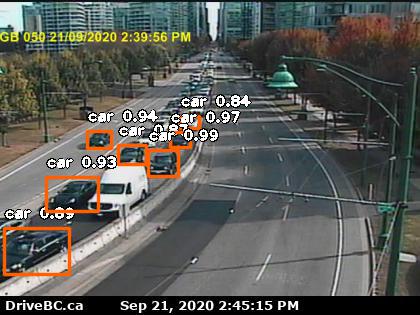 GB 050 21/09/2020 2:39:56 PM
car 0.84
car 0.94 car 0.97
car 0.99
car 0.93
car 0.89
DriveBC.ca Sep 21, 2020 2:45:15 PM